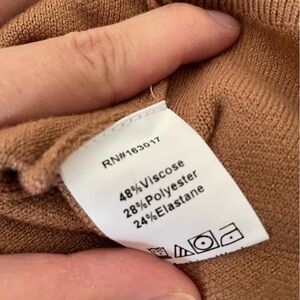 RN#163017
48%Viscose
28%Polyester
24%Elastane